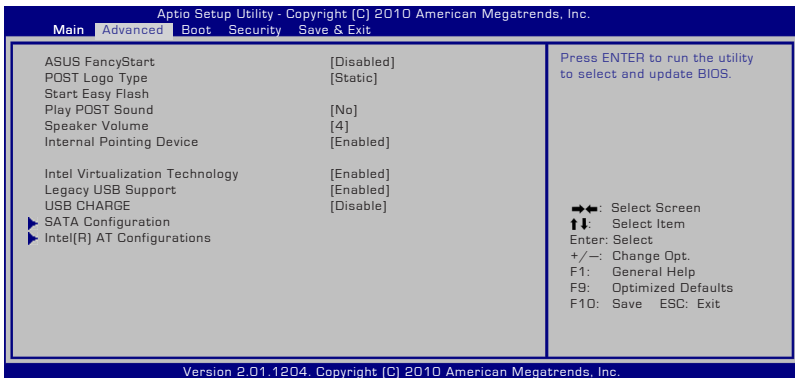 Aptio Setup Utility - Copyright (C) 2010 American Megatrends, Inc.
Main Advanced Boot Security Save & Exit
ASUS FancyStart [Disabled]
POST Logo Type [Static]
Start Easy Flash
Play POST Sound [No]
Speaker Volume [4]
Internal Pointing Device [Enabled]
Intel Virtualization Technology [Enabled]
Legacy USB Support [Enabled]
USB CHARGE [Disable]
SATA Configuration
Intel(R) AT Configurations
Press ENTER to run the utility
to select and update BIOS.
→←: Select Screen
↑↓: Select Item
Enter: Select
+/—: Change Opt.
F1: General Help
F9: Optimized Defaults
F10: Save ESC: Exit
Version 2.01.1204. Copyright (C) 2010 American Megatrends, Inc.